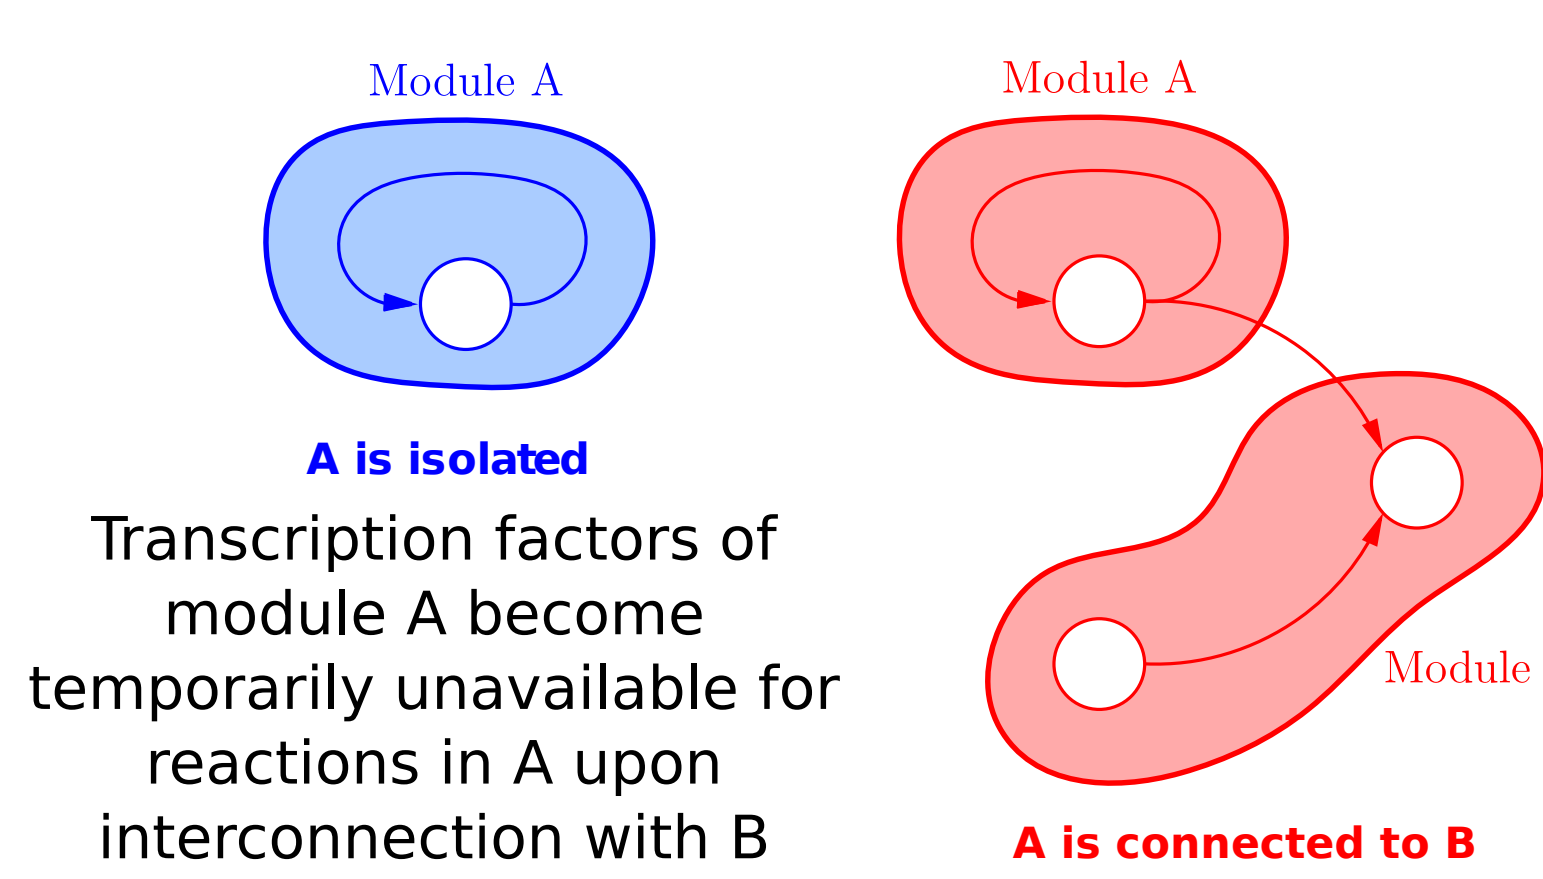 Module A
A is isolated
Transcription factors of
module A become
temporarily unavailable for
reactions in A upon
interconnection with B
Module A
Module
A is connected to B